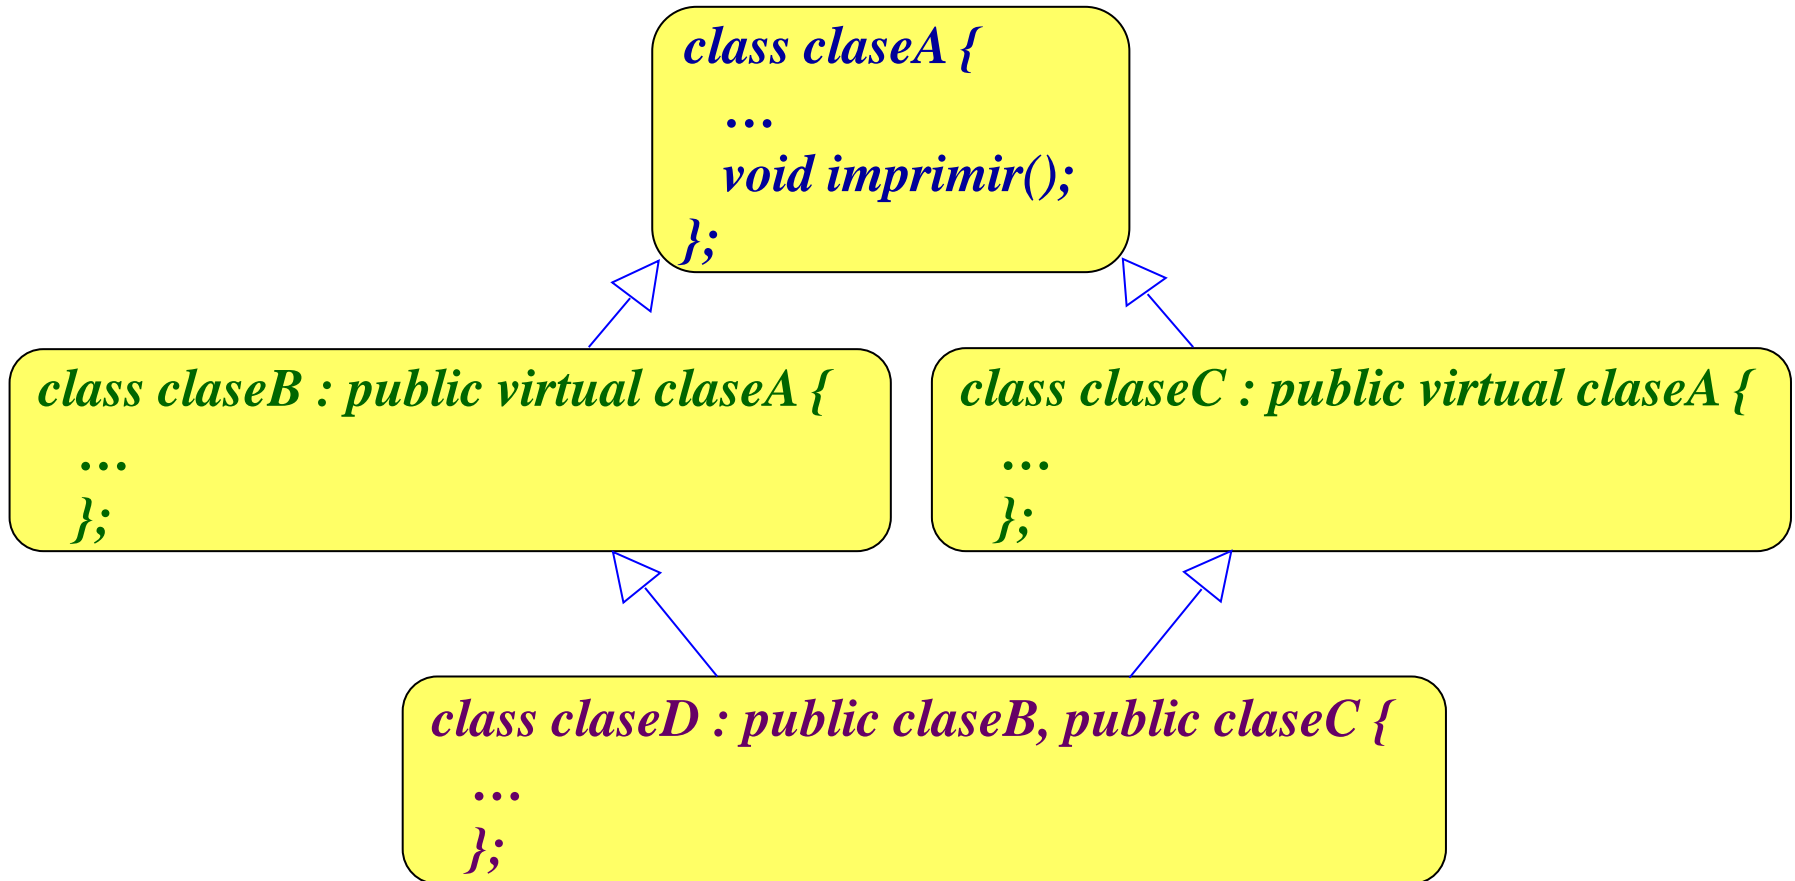 class claseA {
...
void imprimir();
};
class claseB : public virtual claseA {
...
};
class claseC : public virtual claseA {
...
};
class claseD : public claseB, public claseC {
...
};